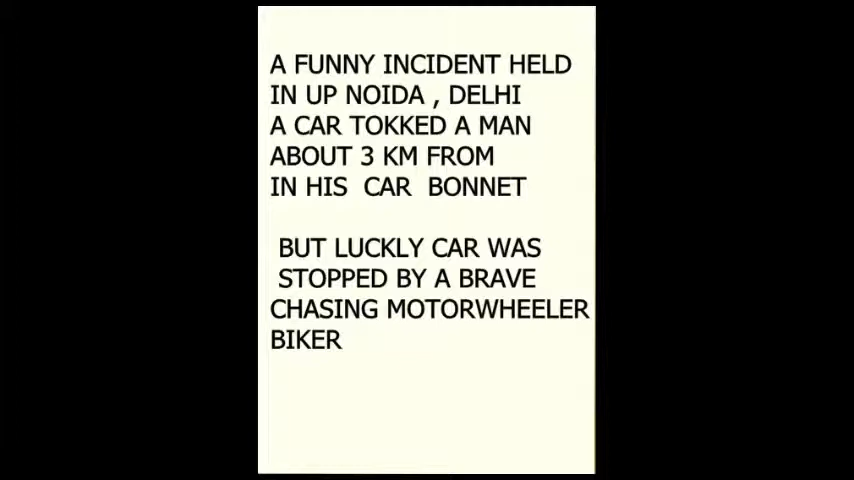 A FUNNY INCIDENT HELD
IN UP NOIDA , DELHI
A CAR TOKKED A MAN
ABOUT 3 KM FROM
IN HIS CAR BONNET
BUT LUCKLY CAR WAS
STOPPED BY A BRAVE
CHASING MOTORWHEELER
BIKER